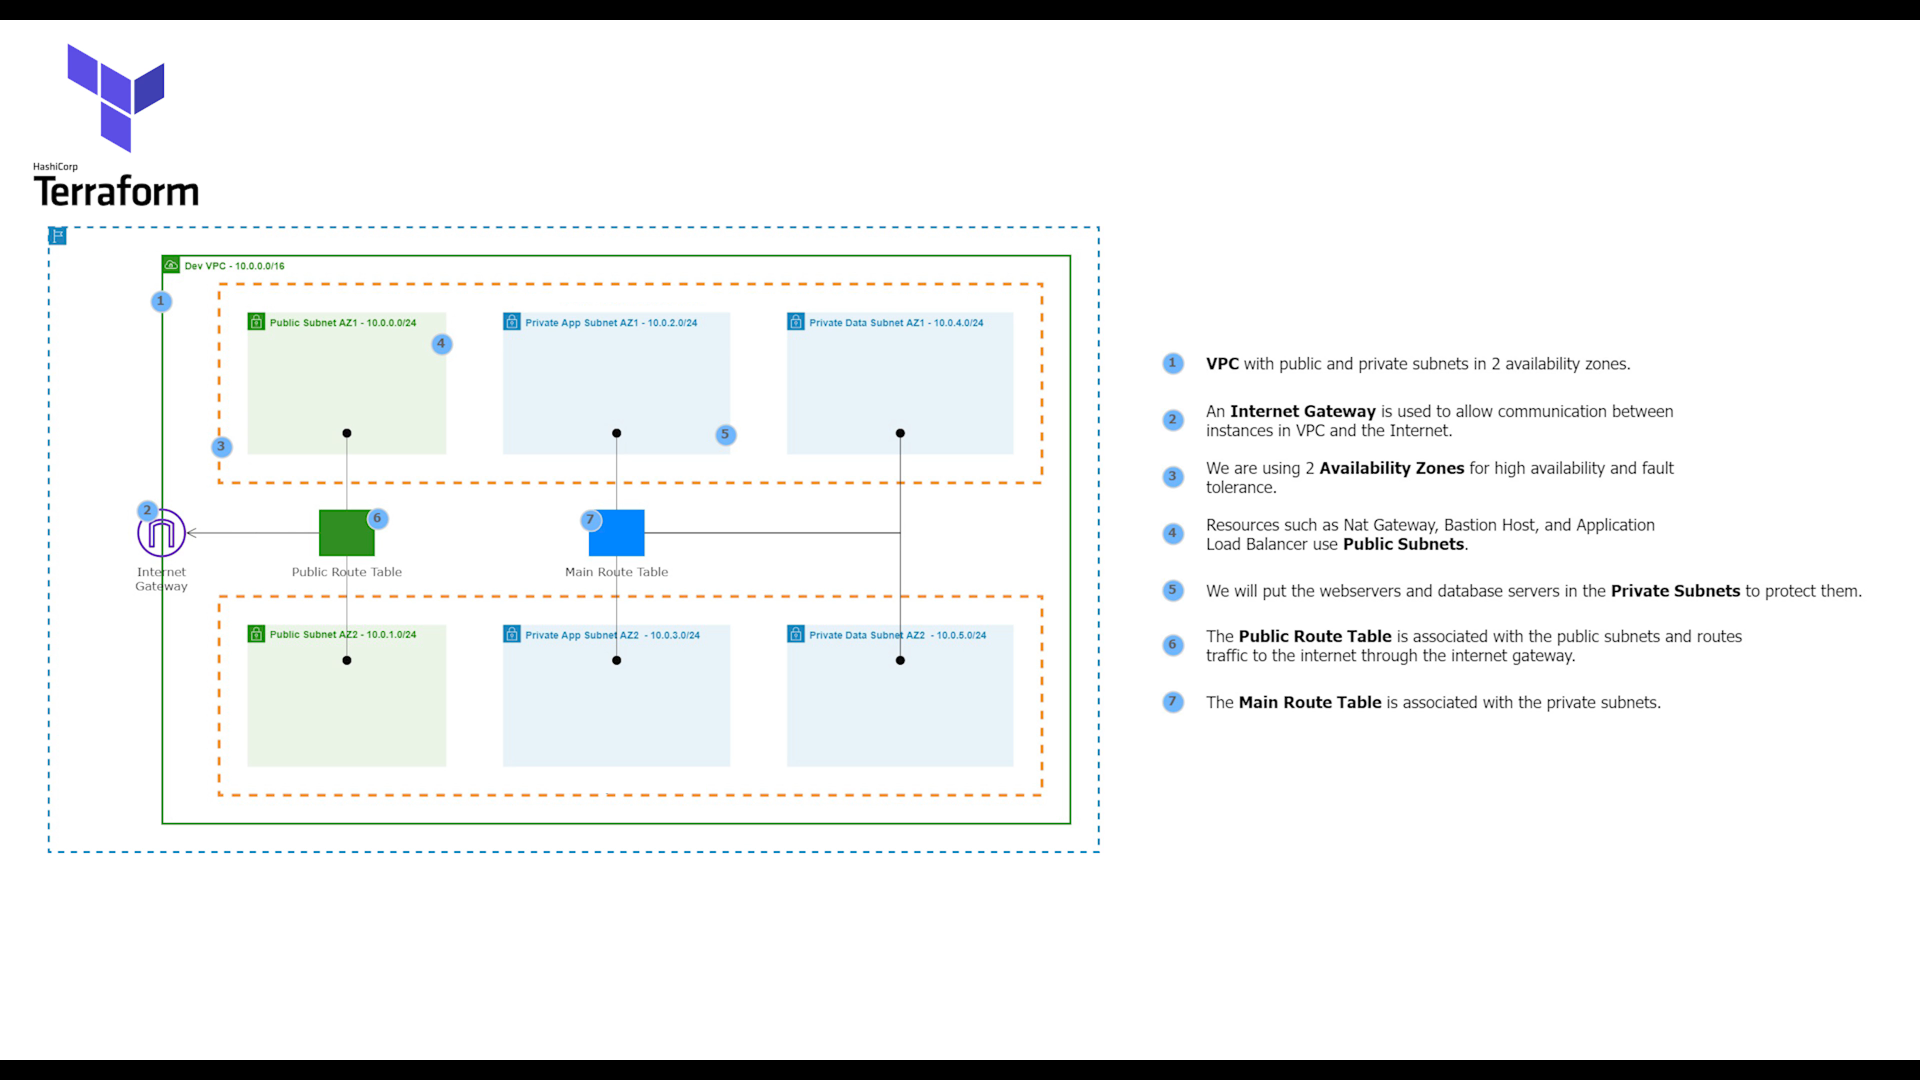 HashiCorp
Terraform
Dev VPC - 10.0.0.0/16
1
Public Subnet AZ1 - 10.0.0.0/24
Private App Subnet AZ1 - 10.0.2.0/24
Private Data Subnet AZ1 - 10.0.4.0/24
4
5
3
2
6
7
Internet
Gateway
Public Route Table
Main Route Table
Public Subnet AZ2 - 10.0.1.0/24
Private App Subnet AZ2 - 10.0.3.0/24
Private Data Subnet AZ2 - 10.0.5.0/24
1 VPC with public and private subnets in 2 availability zones.
2 An Internet Gateway is used to allow communication between
instances in VPC and the Internet.
3 We are using 2 Availability Zones for high availability and fault
tolerance.
4 Resources such as Nat Gateway, Bastion Host, and Application
Load Balancer use Public Subnets.
5 We will put the webservers and database servers in the Private Subnets to protect them.
6 The Public Route Table is associated with the public subnets and routes
traffic to the internet through the internet gateway.
7 The Main Route Table is associated with the private subnets.